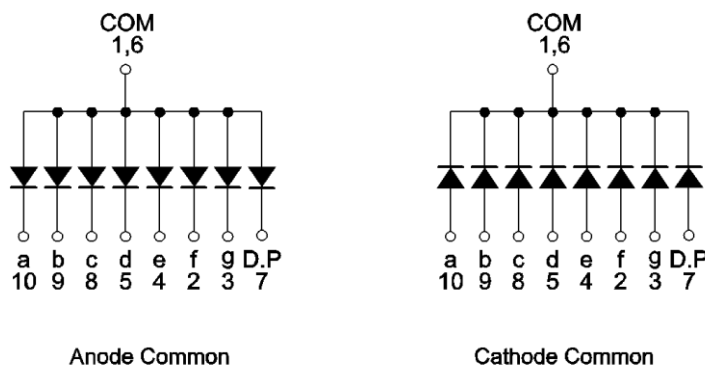 COM COM
1,6 1,6
a b c d e f g D.P a b c d e f g D.P
10 9 8 5 4 2 3 7 10 9 8 5 4 2 3 7
Anode Common Cathode Common